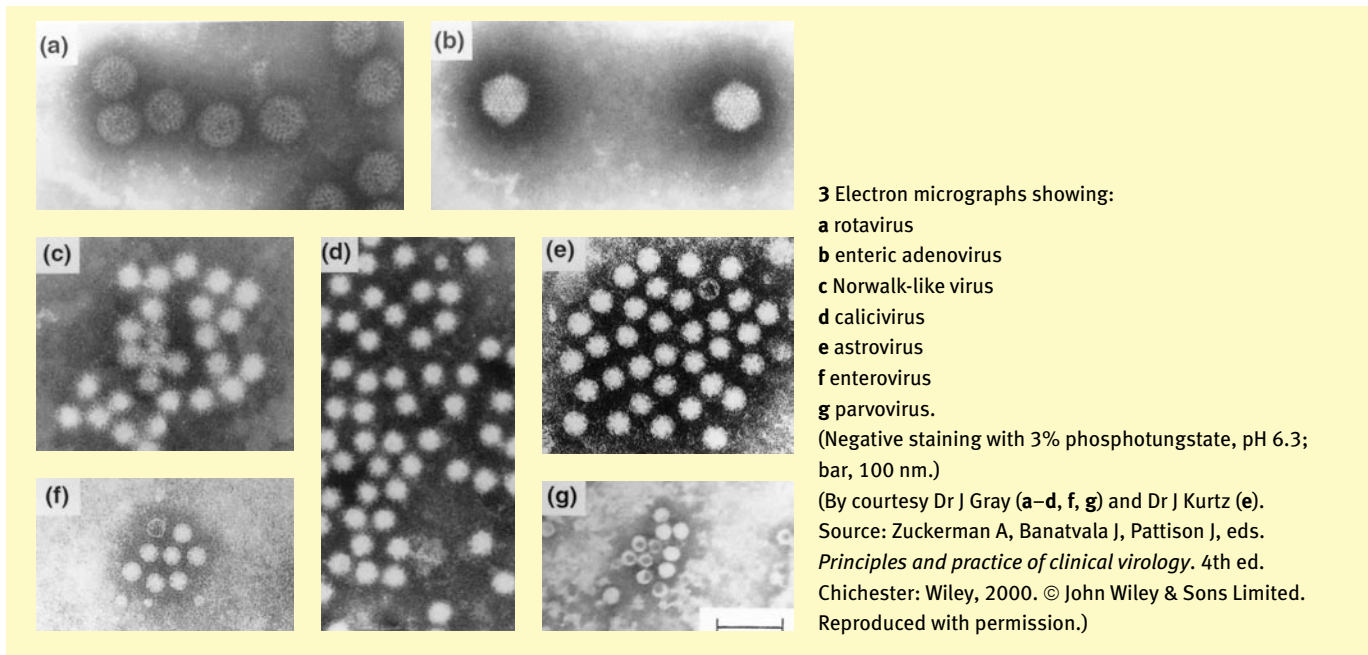 (a)
(b)
(c)
(d)
(e)
(f)
(g)
3 Electron micrographs showing:
a rotavirus
b enteric adenovirus
c Norwalk-like virus
d calicivirus
e astrovirus
f enterovirus
g parvovirus.
(Negative staining with 3% phosphotungstate, pH 6.3;
bar, 100 nm.)
(By courtesy Dr J Gray (a–d, f, g) and Dr J Kurtz (e).
Source: Zuckerman A, Banatvala J, Pattison J, eds.
Principles and practice of clinical virology. 4th ed.
Chichester: Wiley, 2000. © John Wiley & Sons Limited.
Reproduced with permission.)